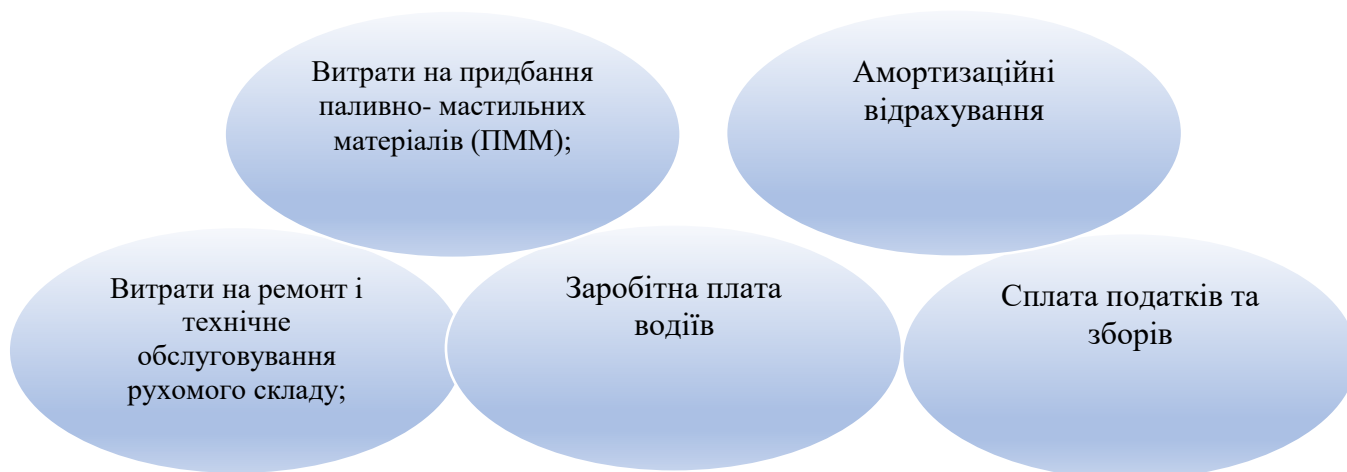 Витрати на придбання
паливно- мастильних
матеріалів (ПММ);
Амортизаційні
відрахування
Витрати на ремонт і
технічне
обслуговування
рухомого складу;
Заробітна плата
водіїв
Сплата податків та
зборів